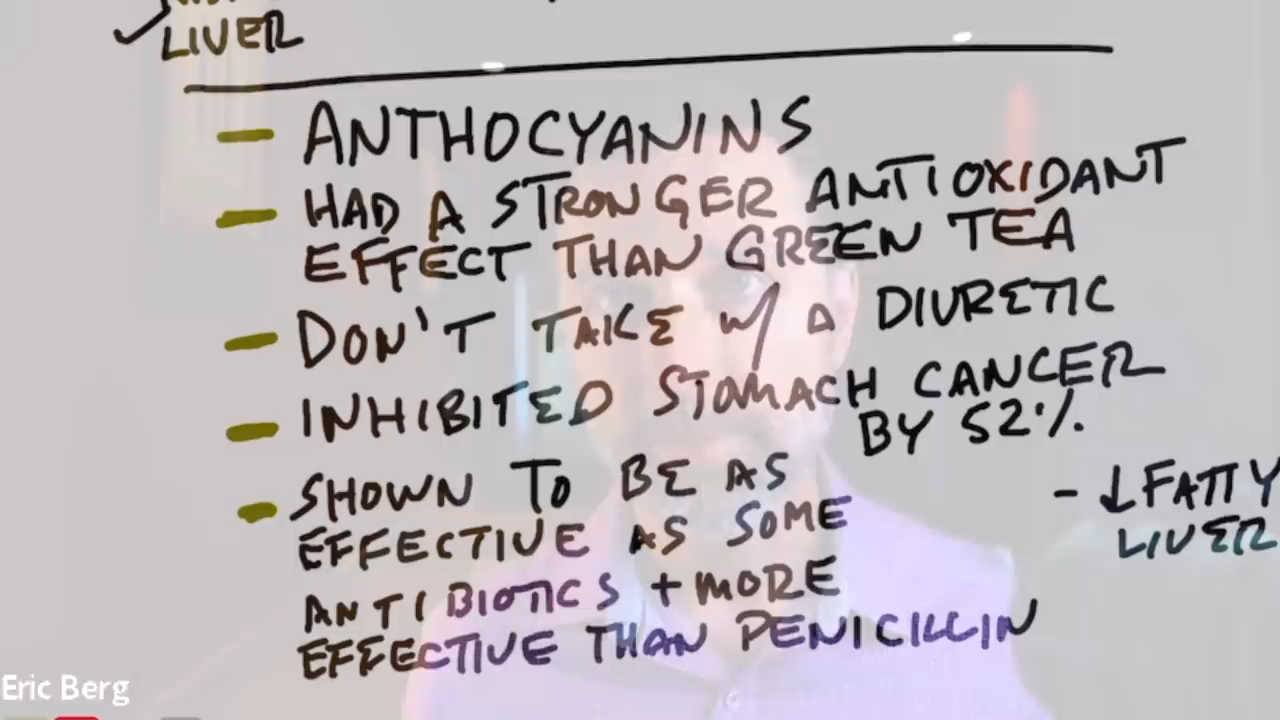 LIVER
- ANTHOCYANINS
- HAD A STRONGER ANTIOXIDANT
EFFECT THAN GREEN TEA
- DON'T TAKE W/ A DIURETIC
- INHIBITED STOMACH CANCER
BY 52%
- SHOWN TO BE AS
EFFECTIVE AS SOME
ANTIBIOTICS + MORE
EFFECTIVE THAN PENICILLIN
- ↓ FATTY
LIVER
Eric Berg